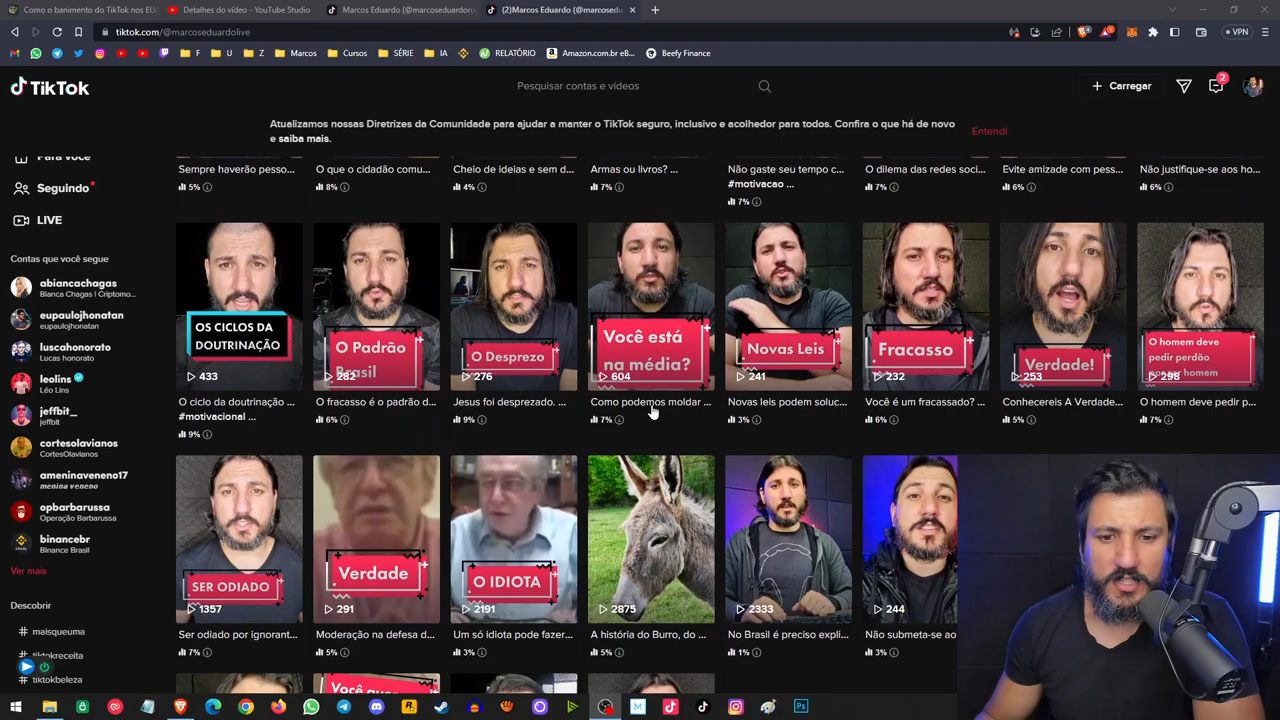 Como o banimento do TikTok nos EU
Detalhes do vídeo - YouTube Studio
Marcos Eduardo (@marcoseduardo
(2)Marcos Eduardo (@marcosedu
tiktok.com/@marcoseduardolive
VPN
F
U
Z
Marcos
Cursos
SÉRIE
IA
RELATÓRIO
Amazon.com.br eB...
Beefy Finance
TikTok
Pesquisar contas e vídeos
Carregar
2
Atualizamos nossas Diretrizes da Comunidade para ajudar a manter o TikTok seguro, inclusivo e acolhedor para todos. Confira o que há de novo
e saiba mais.
Entendi
Para você
Seguindo
LIVE
Contas que você segue
abiancachagas
Bianca Chagas | Criptomo...
eupaulojhonatan
eupaulojhonatan
luscahonorato
Lucas honorato
leolins
Léo Lins
jeffbit_
jeffbit
cortesolavianos
CortesOlavianos
ameninaveneno17
menina veneno
opbarbarussa
Operação Barbarussa
binancebr
Binance Brasil
Ver mais
Descobrir
# maisqueuma
# tiktokreceita
# tiktokbeleza
Sempre haverão pesso...
5%
O que o cidadão comu...
8%
Cheio de ideias e sem d...
4%
Armas ou livros? ...
7%
Não gaste seu tempo c...
#motivacao ...
7%
O dilema das redes soci...
7%
Evite amizade com pess...
6%
Não justifique-se aos ho...
6%
OS CICLOS DA
DOUTRINAÇÃO
433
O ciclo da doutrinação ...
#motivacional ...
9%
O Padrão
Brasil
282
O fracasso é o padrão d...
6%
O Desprezo
276
Jesus foi desprezado. ...
9%
Você está
na média?
604
Como podemos moldar ...
7%
Novas Leis
241
Novas leis podem soluc...
3%
Fracasso
232
Você é um fracassado? ...
6%
Verdade!
253
Conhecereis A Verdade...
5%
O homem deve
pedir perdão
298
O homem deve pedir p...
7%
SER ODIADO
1357
Ser odiado por ignorant...
7%
Verdade
291
Moderação na defesa d...
5%
O IDIOTA
2191
Um só idiota pode fazer...
3%
2875
A história do Burro, do ...
5%
2333
No Brasil é preciso expli...
1%
244
Não submeta-se ao
3%
Você quer